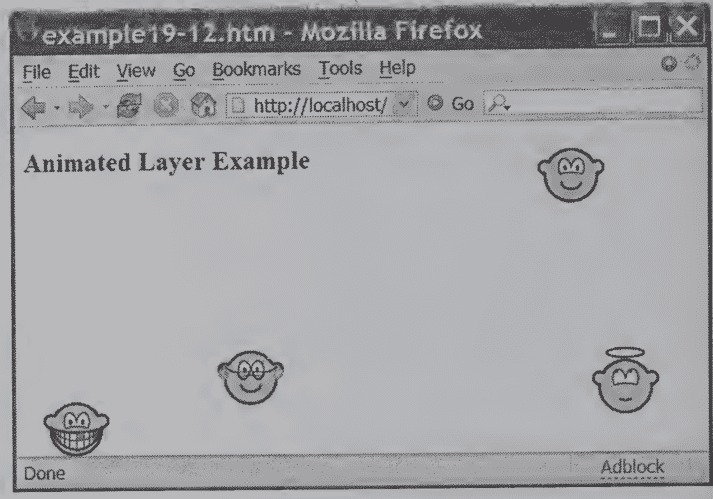 example19-12.htm - Mozilla Firefox
File Edit View Go Bookmarks Tools Help
http://localhost/ Go
Animated Layer Example
Done Adblock